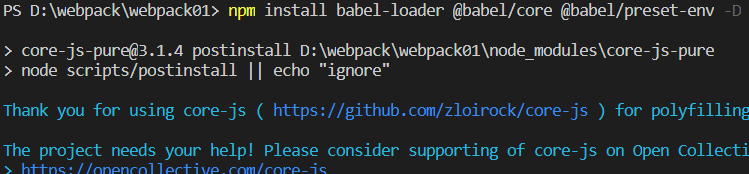 PS D:\webpack\webpack01> npm install babel-loader @babel/core @babel/preset-env -D
> core-js-pure@3.1.4 postinstall D:\webpack\webpack01\node_modules\core-js-pure
> node scripts/postinstall || echo "ignore"
Thank you for using core-js ( https://github.com/zloirock/core-js ) for polyfilling
The project needs your help! Please consider supporting of core-js on Open Collecti
> https://opencollective.com/core-js